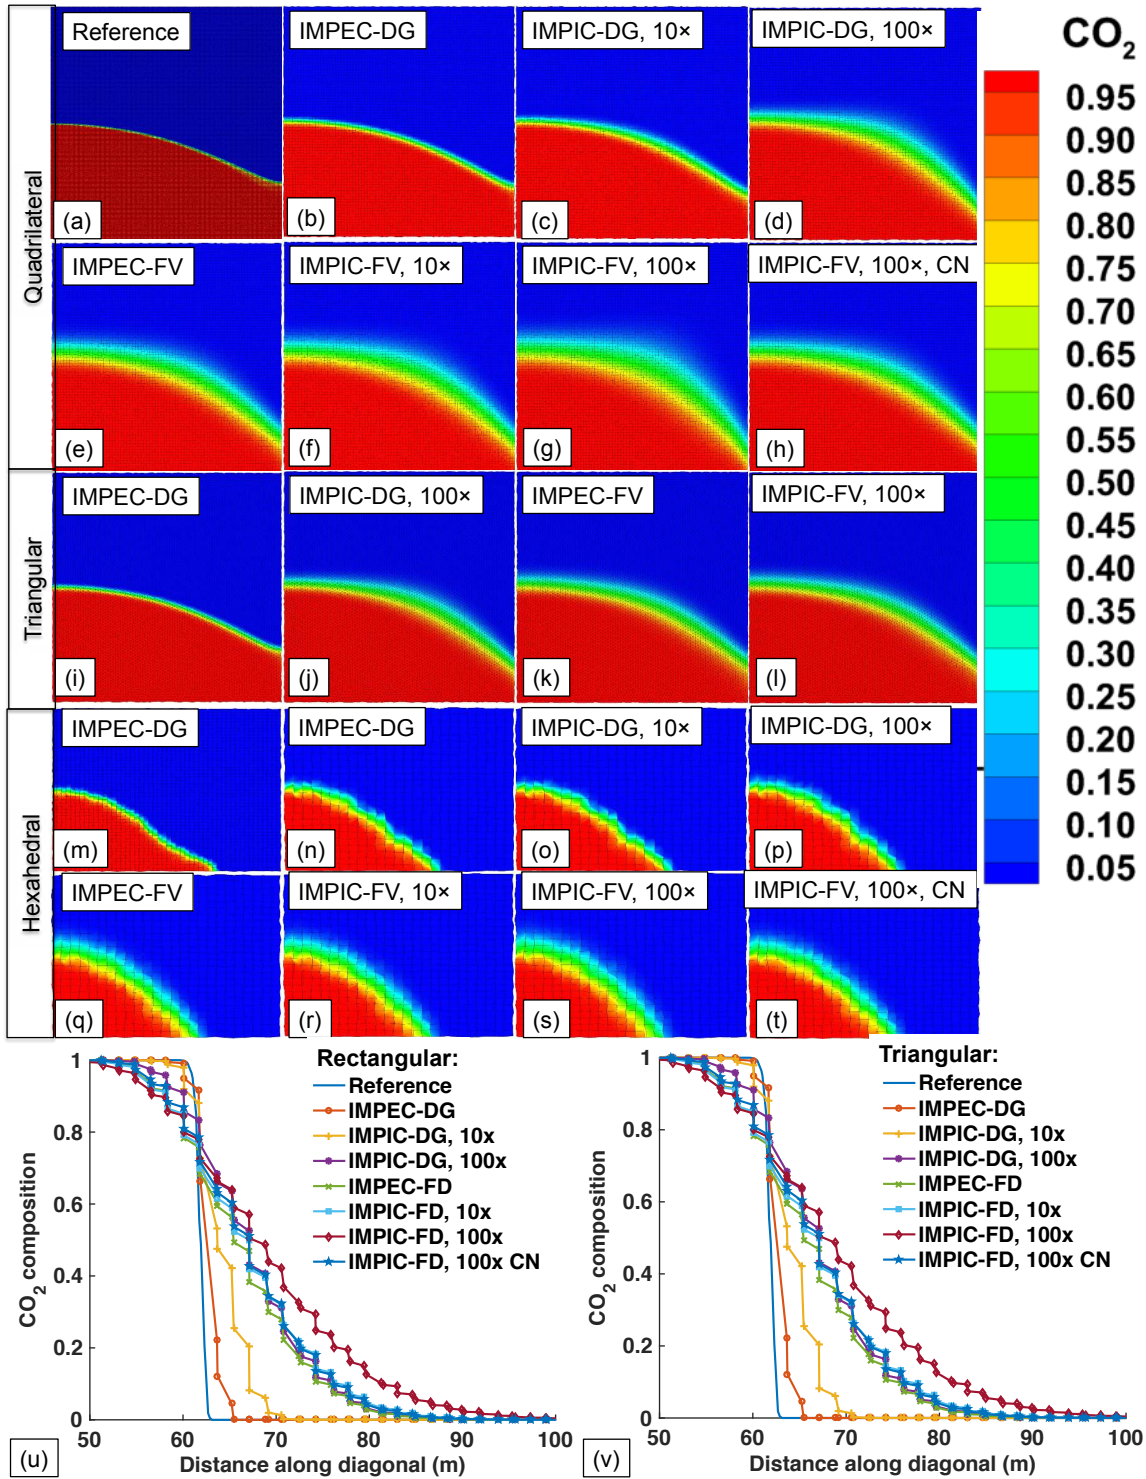 Reference
IMPEC-DG
IMPIC-DG, 10×
IMPIC-DG, 100×
CO2
(a)
(b)
(c)
(d)
Quadrilateral
IMPEC-FV
IMPIC-FV, 10×
IMPIC-FV, 100×
IMPIC-FV, 100×, CN
(e)
(f)
(g)
(h)
IMPEC-DG
IMPIC-DG, 100×
IMPEC-FV
IMPIC-FV, 100×
Triangular
(i)
(j)
(k)
(l)
IMPEC-DG
IMPEC-DG
IMPIC-DG, 10×
IMPIC-DG, 100×
(m)
(n)
(o)
(p)
Hexahedral
IMPEC-FV
IMPIC-FV, 10×
IMPIC-FV, 100×
IMPIC-FV, 100×, CN
(q)
(r)
(s)
(t)
0.95
0.90
0.85
0.80
0.75
0.70
0.65
0.60
0.55
0.50
0.45
0.40
0.35
0.30
0.25
0.20
0.15
0.10
0.05
Rectangular:
Reference
IMPEC-DG
IMPIC-DG, 10x
IMPIC-DG, 100x
IMPEC-FD
IMPIC-FD, 10x
IMPIC-FD, 100x
IMPIC-FD, 100x CN
CO2 composition
1
0.8
0.6
0.4
0.2
0
50 60 70 80 90 100
Distance along diagonal (m)
(u)
Triangular:
Reference
IMPEC-DG
IMPIC-DG, 10x
IMPIC-DG, 100x
IMPEC-FD
IMPIC-FD, 10x
IMPIC-FD, 100x
IMPIC-FD, 100x CN
CO2 composition
1
0.8
0.6
0.4
0.2
0
50 60 70 80 90 100
Distance along diagonal (m)
(v)